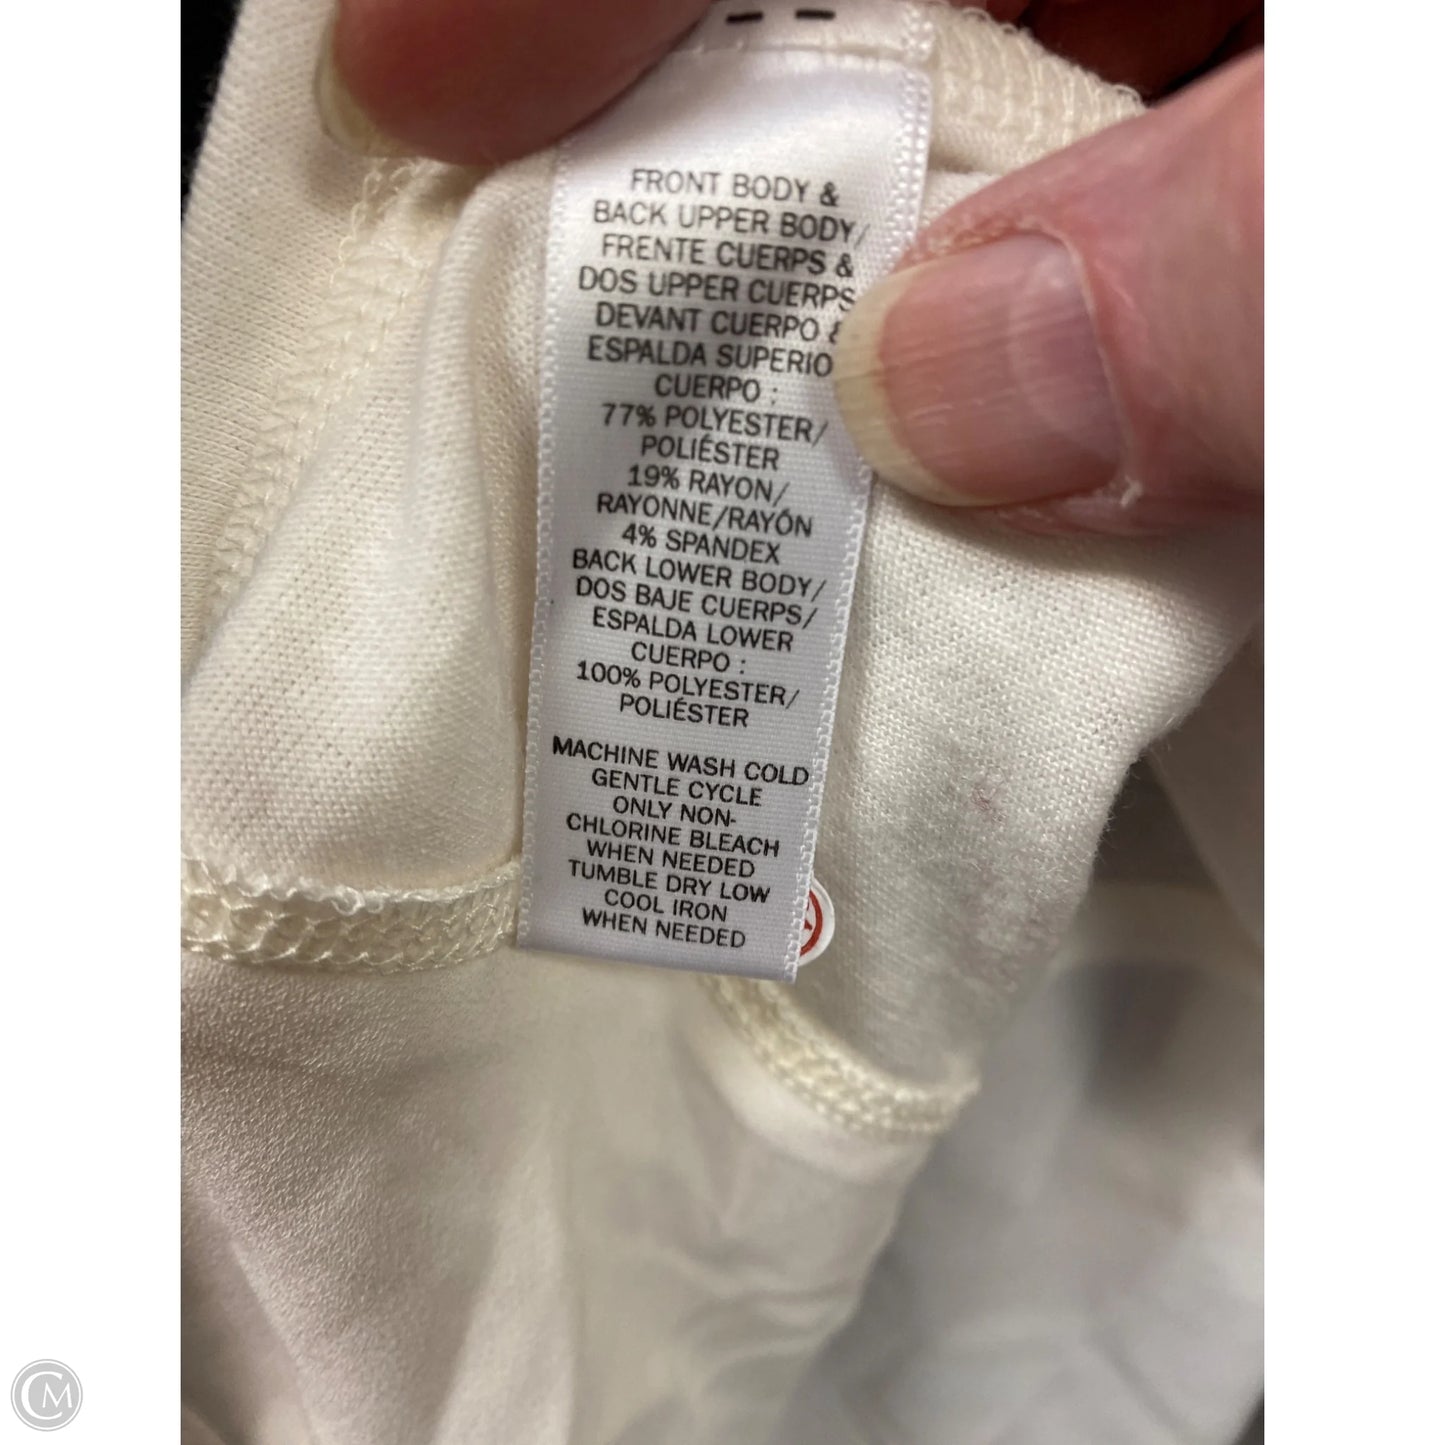 FRONT BODY &
BACK UPPER BODY/
FRENTE CUERPS &
DOS UPPER CUERPS
DEVANT CUERPO &
ESPALDA SUPERIO
CUERPO :
77% POLYESTER/
POLIÉSTER
19% RAYON/
RAYONNE/RAYÓN
4% SPANDEX
BACK LOWER BODY/
DOS BAJE CUERPS/
ESPALDA LOWER
CUERPO :
100% POLYESTER/
POLIÉSTER
MACHINE WASH COLD
GENTLE CYCLE
ONLY NON-
CHLORINE BLEACH
WHEN NEEDED
TUMBLE DRY LOW
COOL IRON
WHEN NEEDED
CM